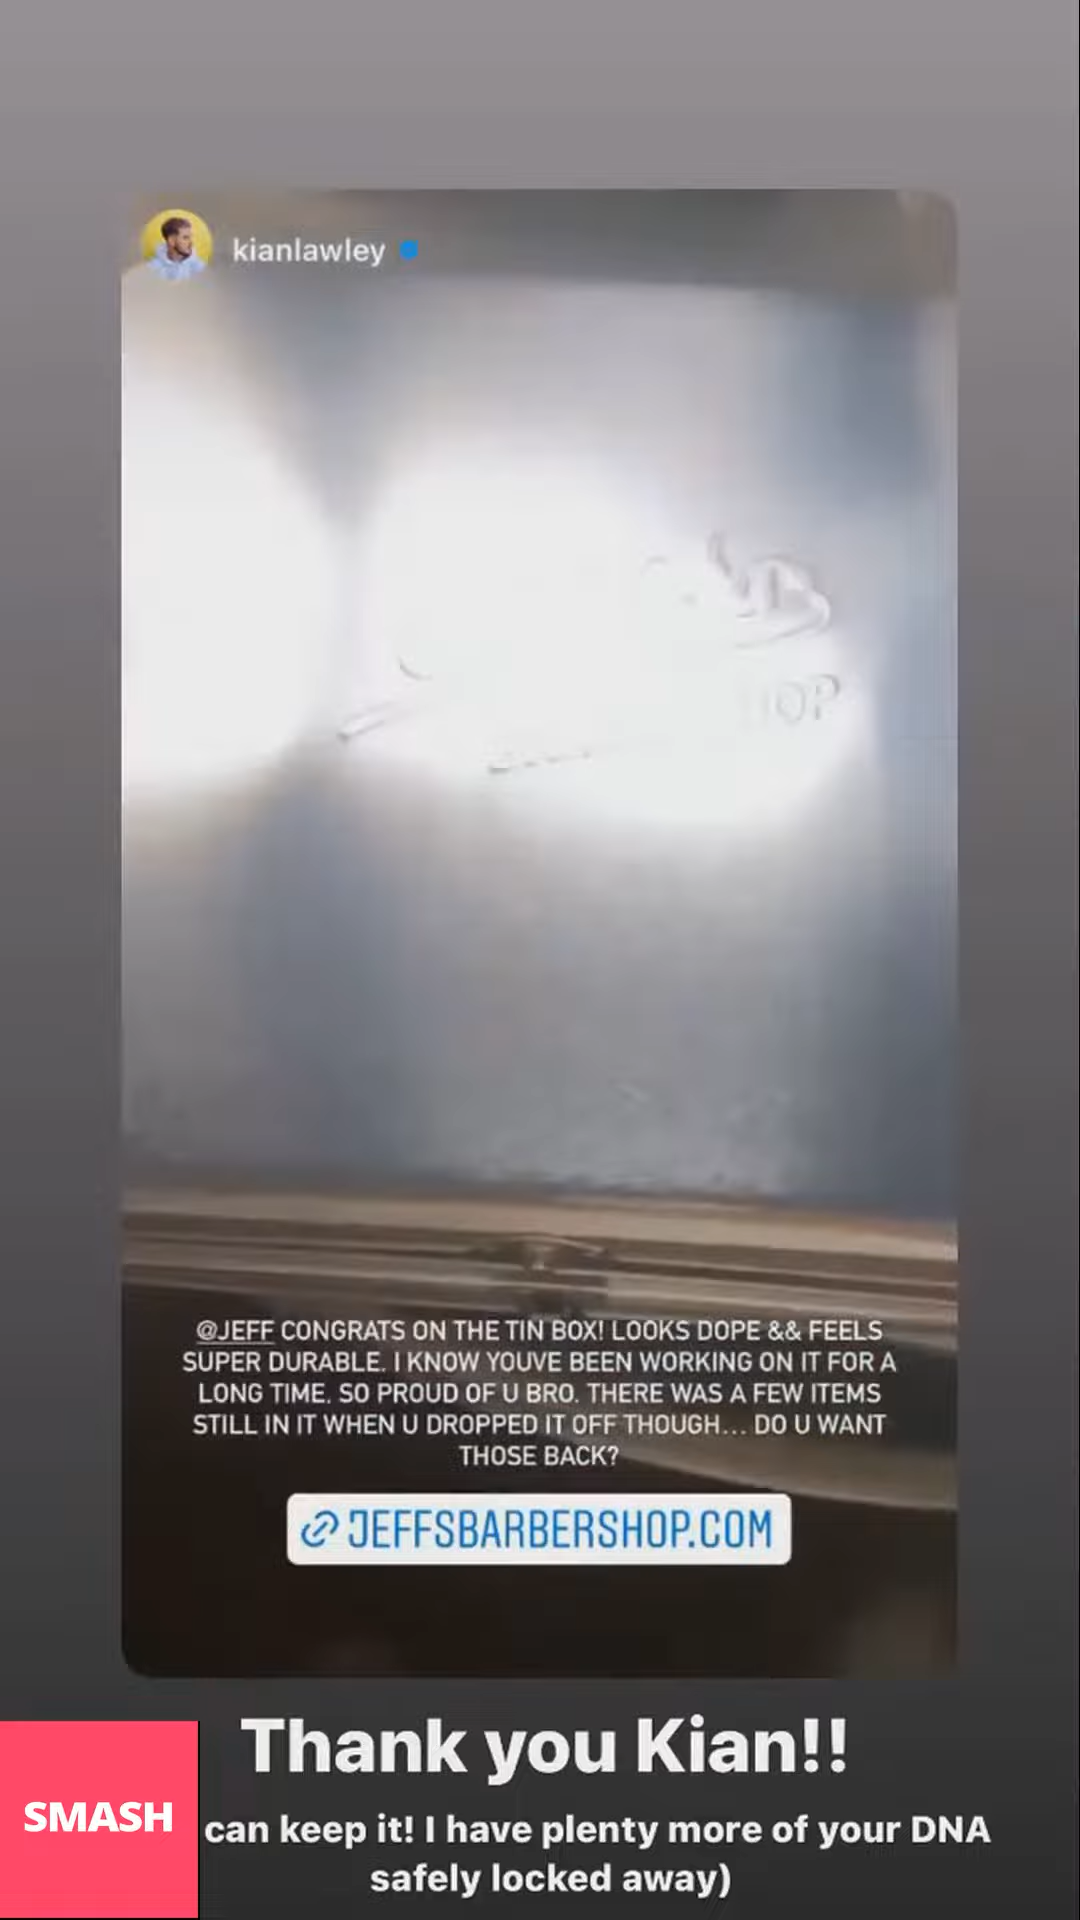 kianlawley
HOP
@JEFF CONGRATS ON THE TIN BOX! LOOKS DOPE && FEELS
SUPER DURABLE. I KNOW YOUVE BEEN WORKING ON IT FOR A
LONG TIME. SO PROUD OF U BRO. THERE WAS A FEW ITEMS
STILL IN IT WHEN U DROPPED IT OFF THOUGH... DO U WANT
THOSE BACK?
JEFFSBARBERSHOP.COM
Thank you Kian!!
can keep it! I have plenty more of your DNA
safely locked away)
SMASH